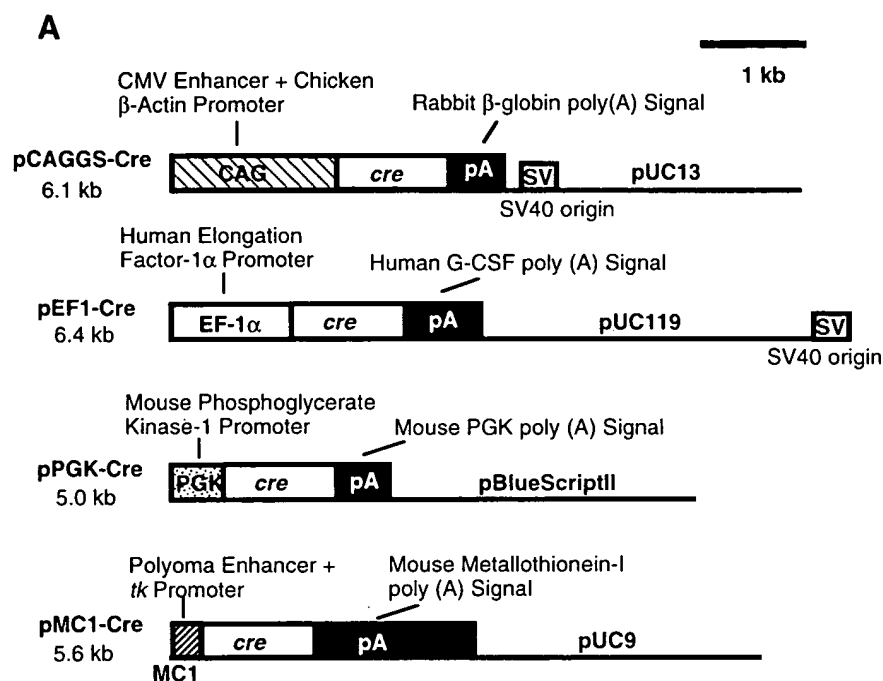 A
1 kb
CMV Enhancer + Chicken
β-Actin Promoter
Rabbit β-globin poly(A) Signal
pCAGGS-Cre
6.1 kb
CAG
cre
pA
SV
pUC13
SV40 origin
Human Elongation
Factor-1α Promoter
Human G-CSF poly (A) Signal
pEF1-Cre
6.4 kb
EF-1α
cre
pA
pUC119
SV
SV40 origin
Mouse Phosphoglycerate
Kinase-1 Promoter
Mouse PGK poly (A) Signal
pPGK-Cre
5.0 kb
PGK
cre
pA
pBlueScriptII
Polyoma Enhancer +
tk Promoter
Mouse Metallothionein-I
poly (A) Signal
pMC1-Cre
5.6 kb
cre
pA
pUC9
MC1